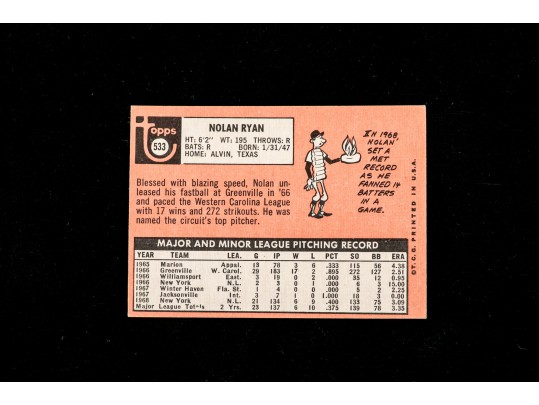 topps
533
NOLAN RYAN
HT: 6'2" WT: 195 THROWS: R
BATS: R BORN: 1/31/47
HOME: ALVIN, TEXAS
Blessed with blazing speed, Nolan un-
leased his fastball at Greenville in '66
and paced the Western Carolina League
with 17 wins and 272 strikouts. He was
named the circuit's top pitcher.
IN 1968,
NOLAN
SET A
MET
RECORD
AS HE
FANNED 14
BATTERS
IN A
GAME.
©T.C.G. PRINTED IN U.S.A.
MAJOR AND MINOR LEAGUE PITCHING RECORD
YEAR TEAM LEA. G IP W L PCT SO BB ERA
1965 Marion Appal. 13 78 3 6 .333 115 56 4.38
1966 Greenville W. Carol. 29 183 17 2 .895 272 127 2.51
1966 Williamsport East. 3 19 0 2 .000 35 12 0.95
1966 New York N.L. 2 3 0 1 .000 6 3 15.00
1967 Winter Haven Fla. St. 1 4 0 0 .000 5 2 2.25
1967 Jacksonville Int. 3 7 1 0 1.000 18 3 0.00
1968 New York N.L. 21 134 6 9 .400 133 75 3.09
Major League Tot-ls 2 Yrs. 23 137 6 10 .375 139 78 3.35